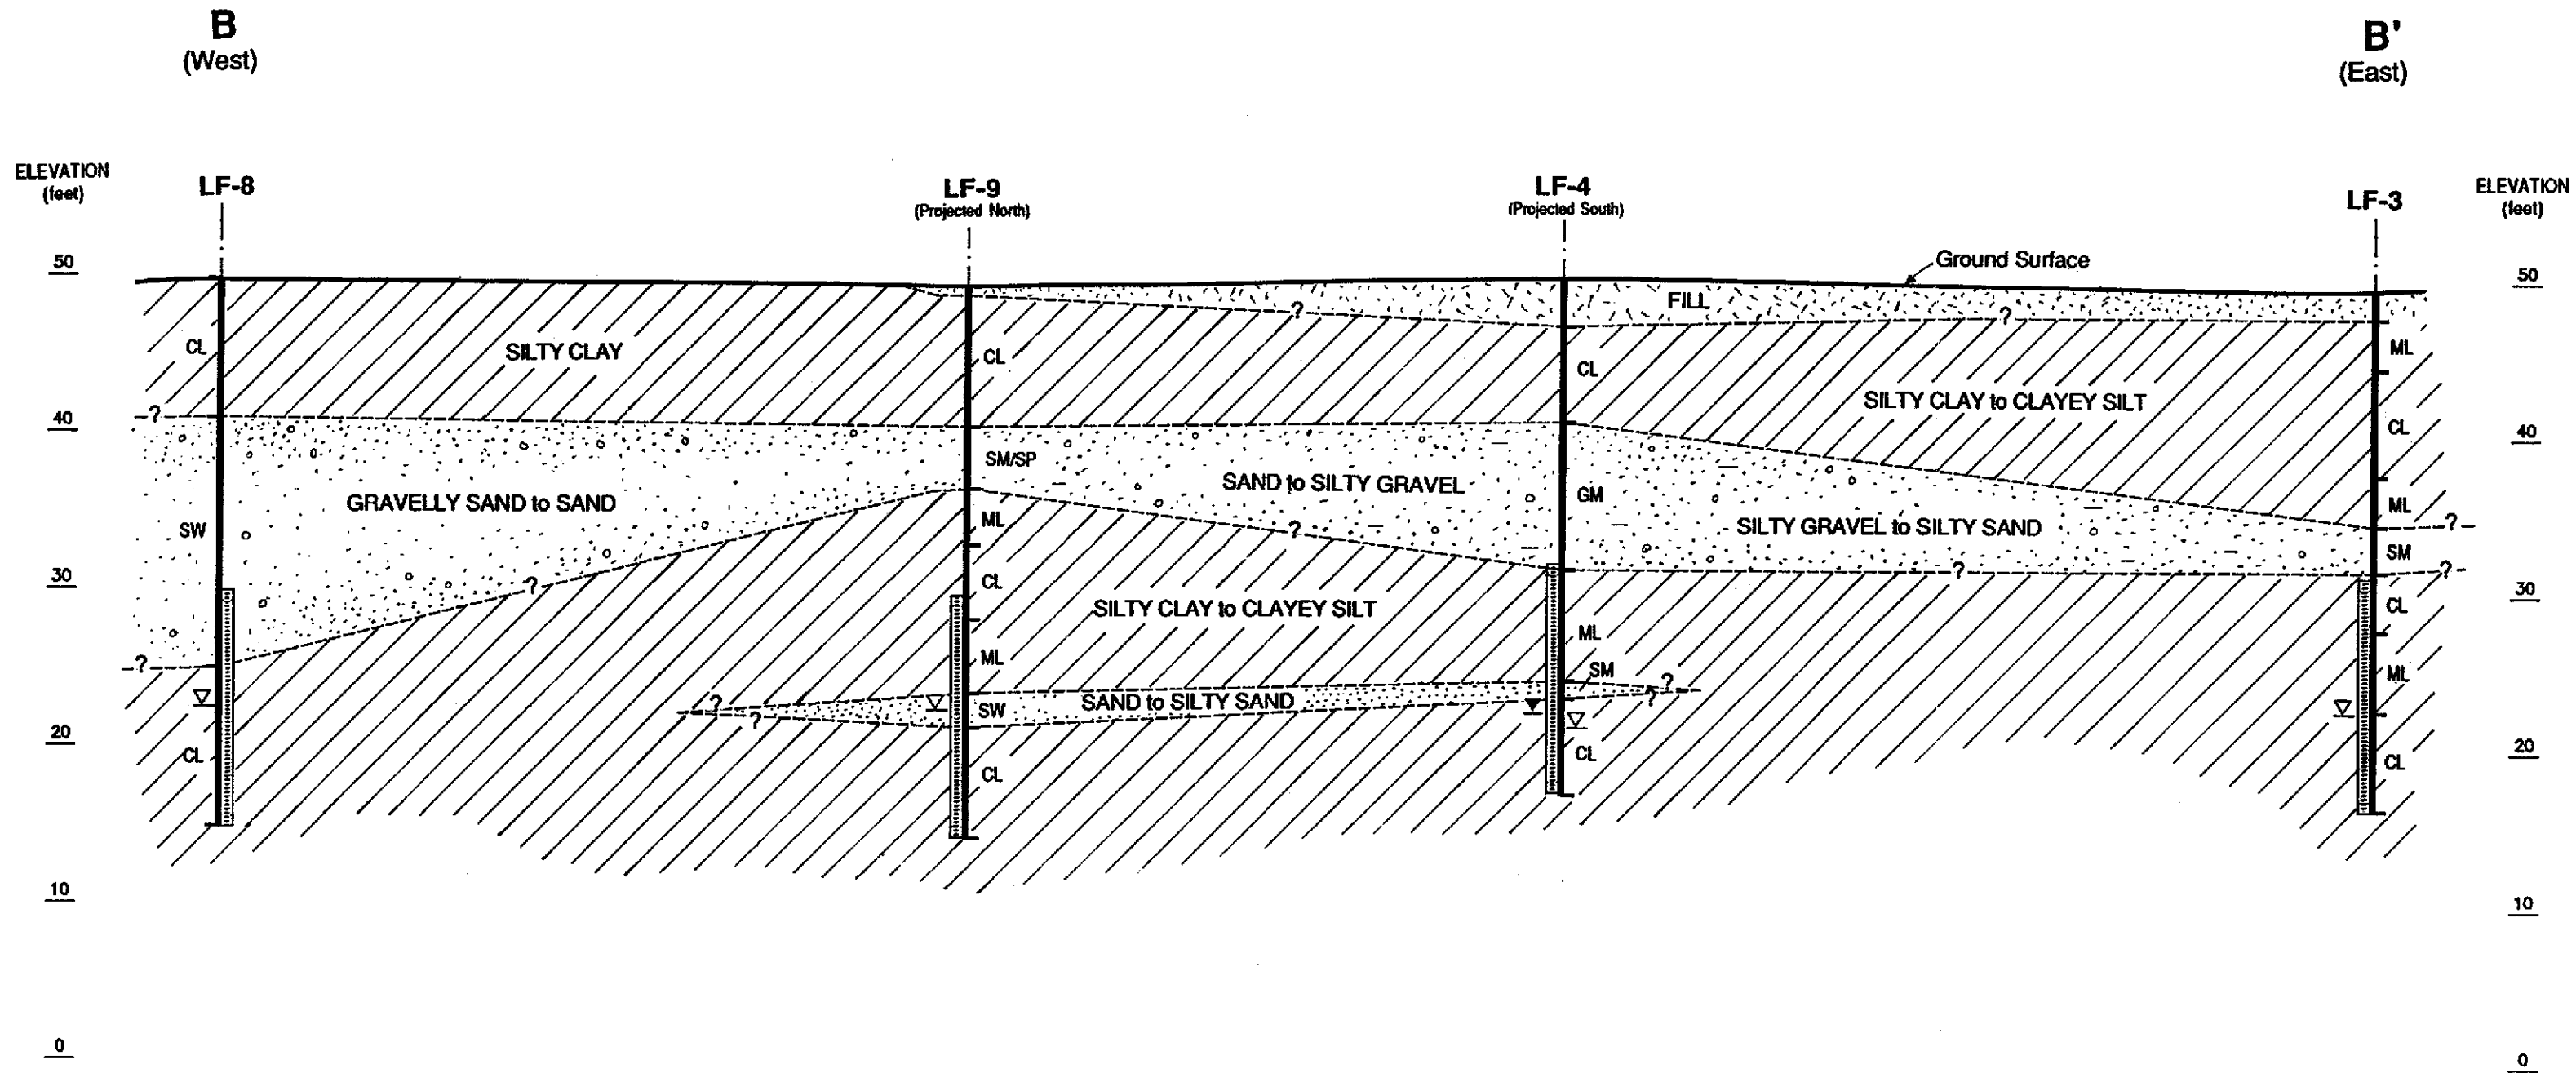 B
(West)
B'
(East)
ELEVATION
(feet)
LF-8
LF-9
(Projected North)
LF-4
(Projected South)
LF-3
ELEVATION
(feet)
50
Ground Surface
50
FILL
?
?
CL
SILTY CLAY
CL
CL
SILTY CLAY to CLAYEY SILT
ML
?
40
CL
40
SM/SP
GRAVELLY SAND to SAND
SAND to SILTY GRAVEL
GM
ML
SW
ML
?
SILTY GRAVEL to SILTY SAND
?
SM
30
?
CL
?
?
30
SILTY CLAY to CLAYEY SILT
CL
ML
?
ML
SM
?
ML
?
?
SW
SAND to SILTY SAND
?
20
CL
CL
CL
20
CL
10
10
0
0